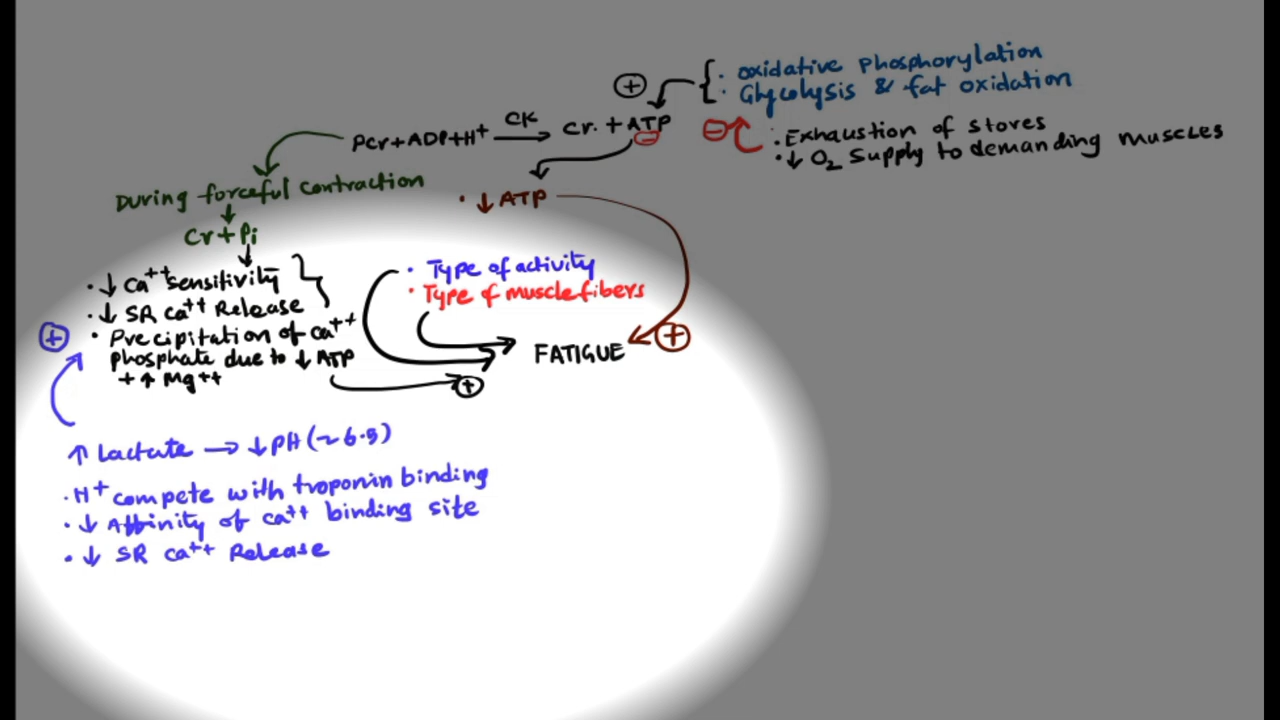 · Oxidative Phosphorylation
· Glycolysis & fat oxidation
⊕
CK
PCr+ADP+H⁺ → Cr. + ATP
⊖
⊖
· Exhaustion of stores
· ↓ O₂ Supply to demanding muscles
During forceful contraction
· ↓ ATP
Cr+Pi
· ↓ Ca⁺⁺ sensitivity
· ↓ SR Ca⁺⁺ Release
· Precipitation of Ca⁺⁺
phosphate due to ↓ ATP
+ ↑ Mg⁺⁺
⊕
· Type of activity
· Type of muscle fibers
FATIGUE
⊕
⊕
↑ Lactate → ↓ PH (~6.5)
· H⁺ compete with troponin binding
· ↓ Affinity of Ca⁺⁺ binding site
· ↓ SR Ca⁺⁺ Release